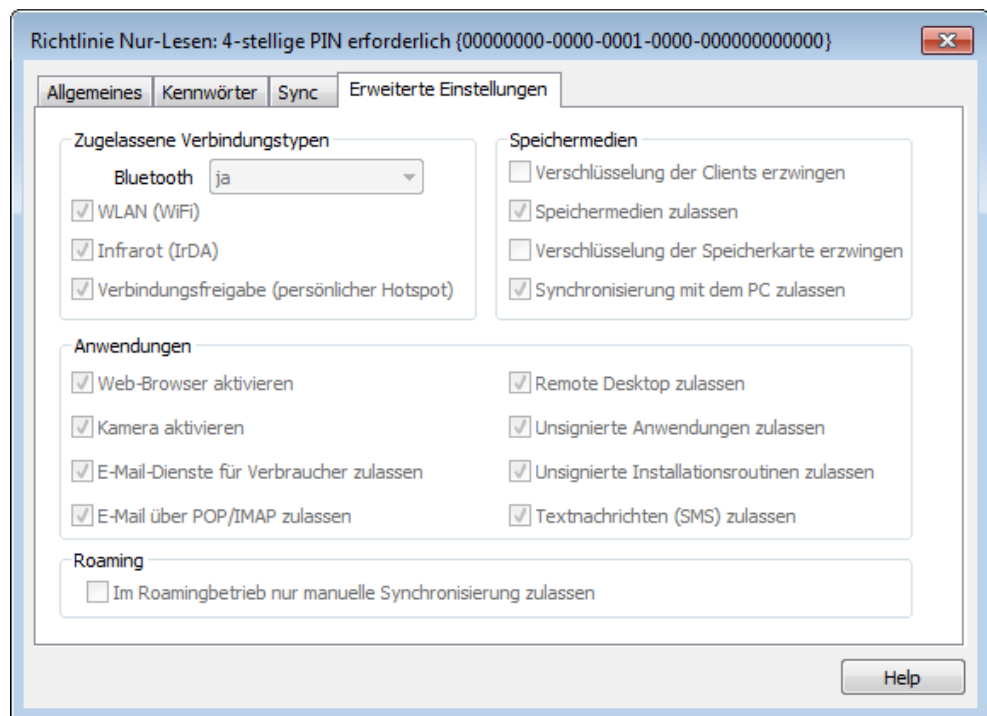 Richtlinie Nur-Lesen: 4-stellige PIN erforderlich {00000000-0000-0001-0000-000000000000}
Allgemeines Kennwörter Sync Erweiterte Einstellungen
Zugelassene Verbindungstypen
Bluetooth ja
WLAN (WiFi)
Infrarot (IrDA)
Verbindungsfreigabe (persönlicher Hotspot)
Speichermedien
Verschlüsselung der Clients erzwingen
Speichermedien zulassen
Verschlüsselung der Speicherkarte erzwingen
Synchronisierung mit dem PC zulassen
Anwendungen
Web-Browser aktivieren
Kamera aktivieren
E-Mail-Dienste für Verbraucher zulassen
E-Mail über POP/IMAP zulassen
Remote Desktop zulassen
Unsignierte Anwendungen zulassen
Unsignierte Installationsroutinen zulassen
Textnachrichten (SMS) zulassen
Roaming
Im Roamingbetrieb nur manuelle Synchronisierung zulassen
Help